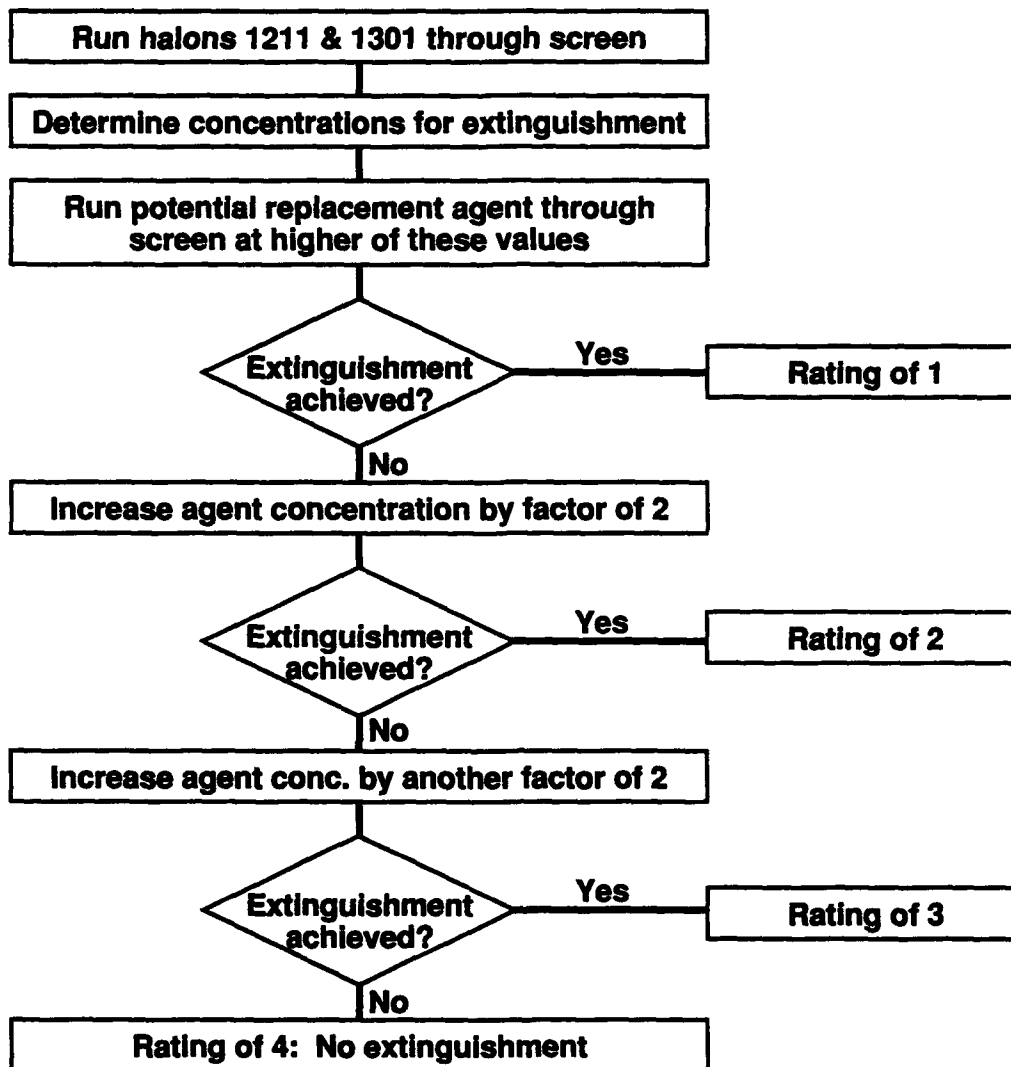 Run halons 1211 & 1301 through screen
Determine concentrations for extinguishment
Run potential replacement agent through
screen at higher of these values
Extinguishment
achieved?
Yes
Rating of 1
No
Increase agent concentration by factor of 2
Extinguishment
achieved?
Yes
Rating of 2
No
Increase agent conc. by another factor of 2
Extinguishment
achieved?
Yes
Rating of 3
No
Rating of 4: No extinguishment